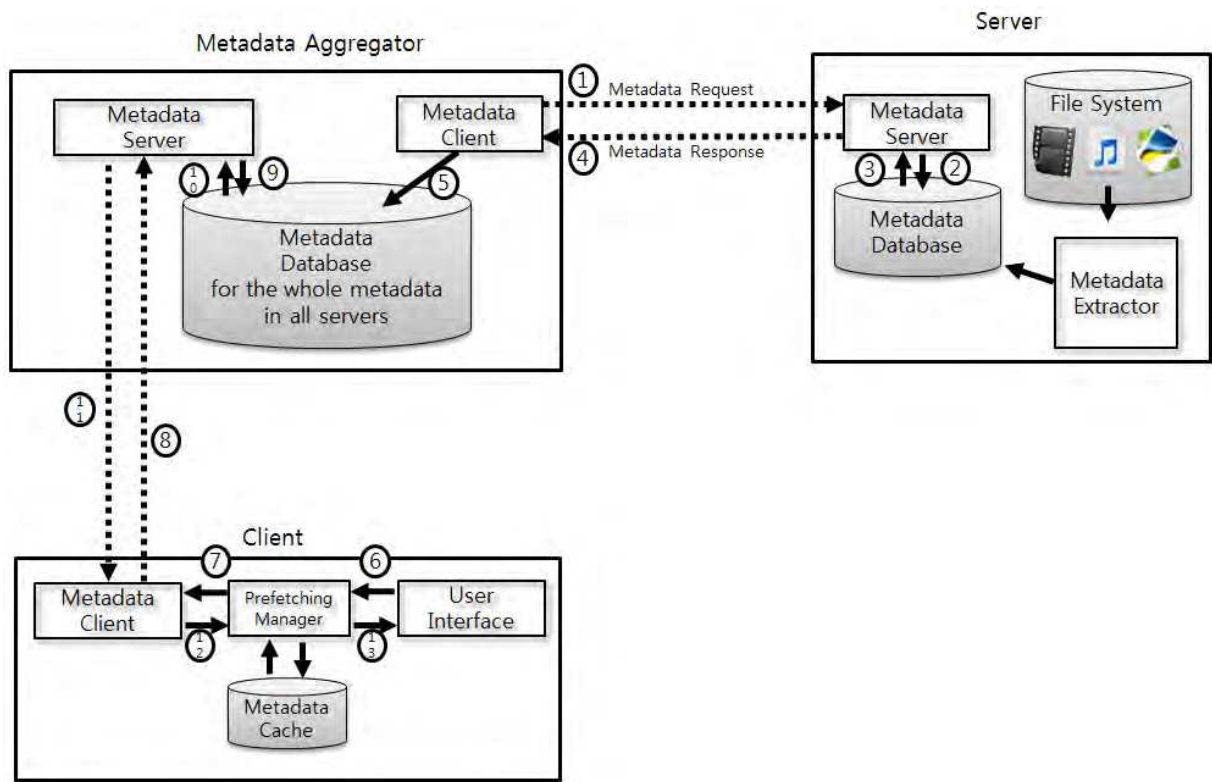 Metadata Aggregator
Server
Metadata
Server
Metadata
Client
1
Metadata Request
4
Metadata Response
Metadata
Server
File System
10
9
5
3
2
Metadata
Database
for the whole metadata
in all servers
Metadata
Database
Metadata
Extractor
11
8
Client
7
6
Metadata
Client
Prefetching
Manager
User
Interface
12
13
Metadata
Cache